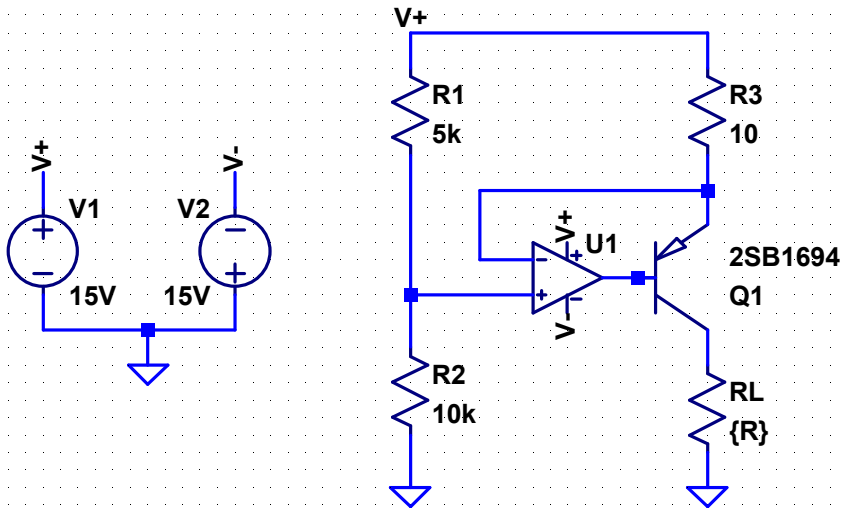 V+
R1
5k
R3
10
V+
V1
15V
V-
V2
15V
V+
U1
V-
2SB1694
Q1
R2
10k
RL
{R}